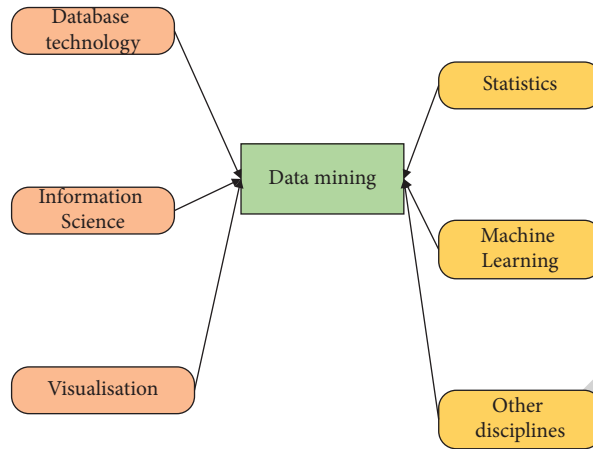 Database
technology
Statistics
Data mining
Information
Science
Machine
Learning
Visualisation
Other
disciplines